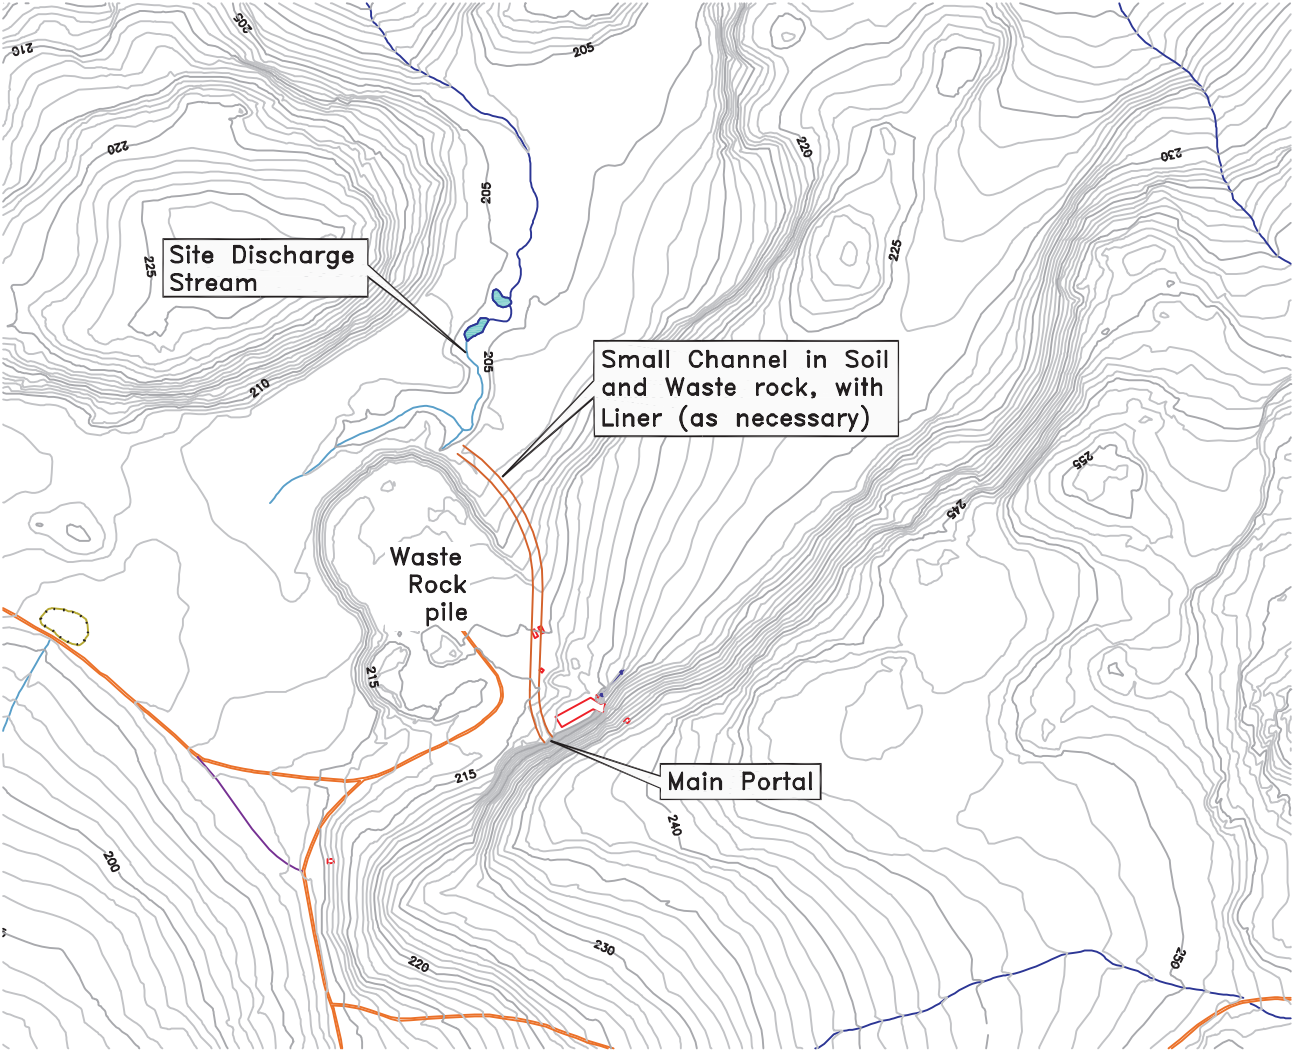 205
210
205
220
220
230
205
225
Site Discharge
Stream
225
205
Small Channel in Soil
and Waste rock, with
Liner (as necessary)
210
255
245
Waste
Rock
pile
215
215
Main Portal
240
200
230
220
250